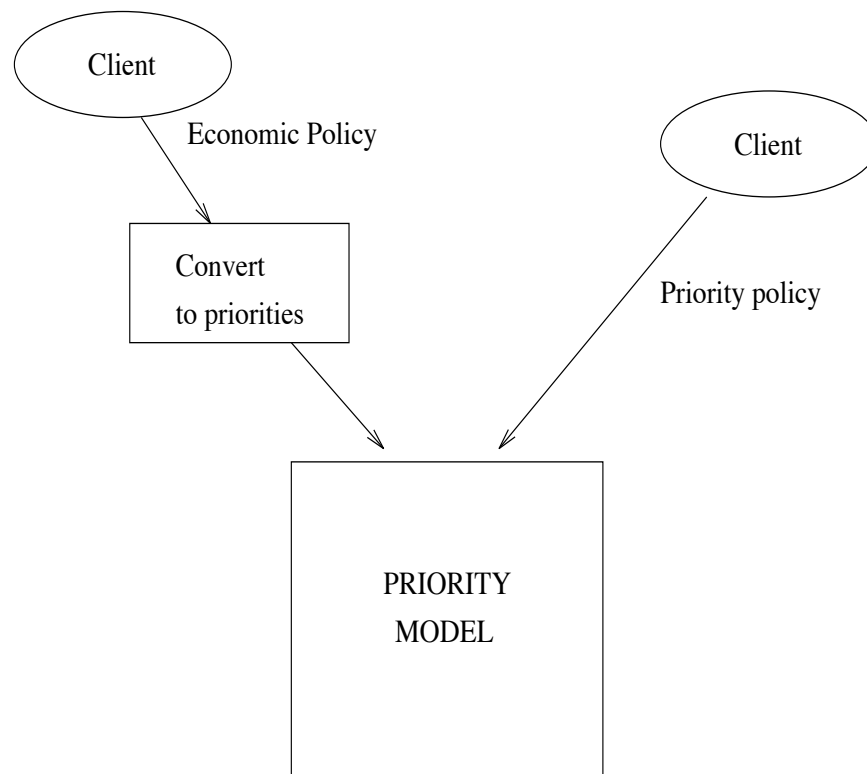 Client
Economic Policy
Client
Convert
to priorities
Priority policy
PRIORITY
MODEL